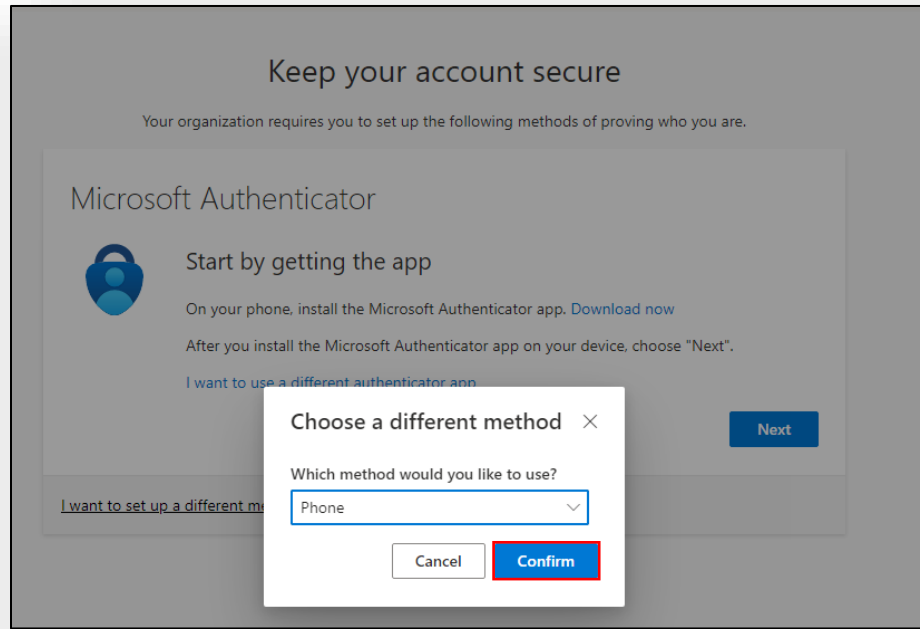 Keep your account secure
Your organization requires you to set up the following methods of proving who you are.
Microsoft Authenticator
Start by getting the app
On your phone, install the Microsoft Authenticator app. Download now
After you install the Microsoft Authenticator app on your device, choose "Next".
I want to use a different authenticator app
Next
I want to set up a different me
Choose a different method
Which method would you like to use?
Phone
Cancel Confirm